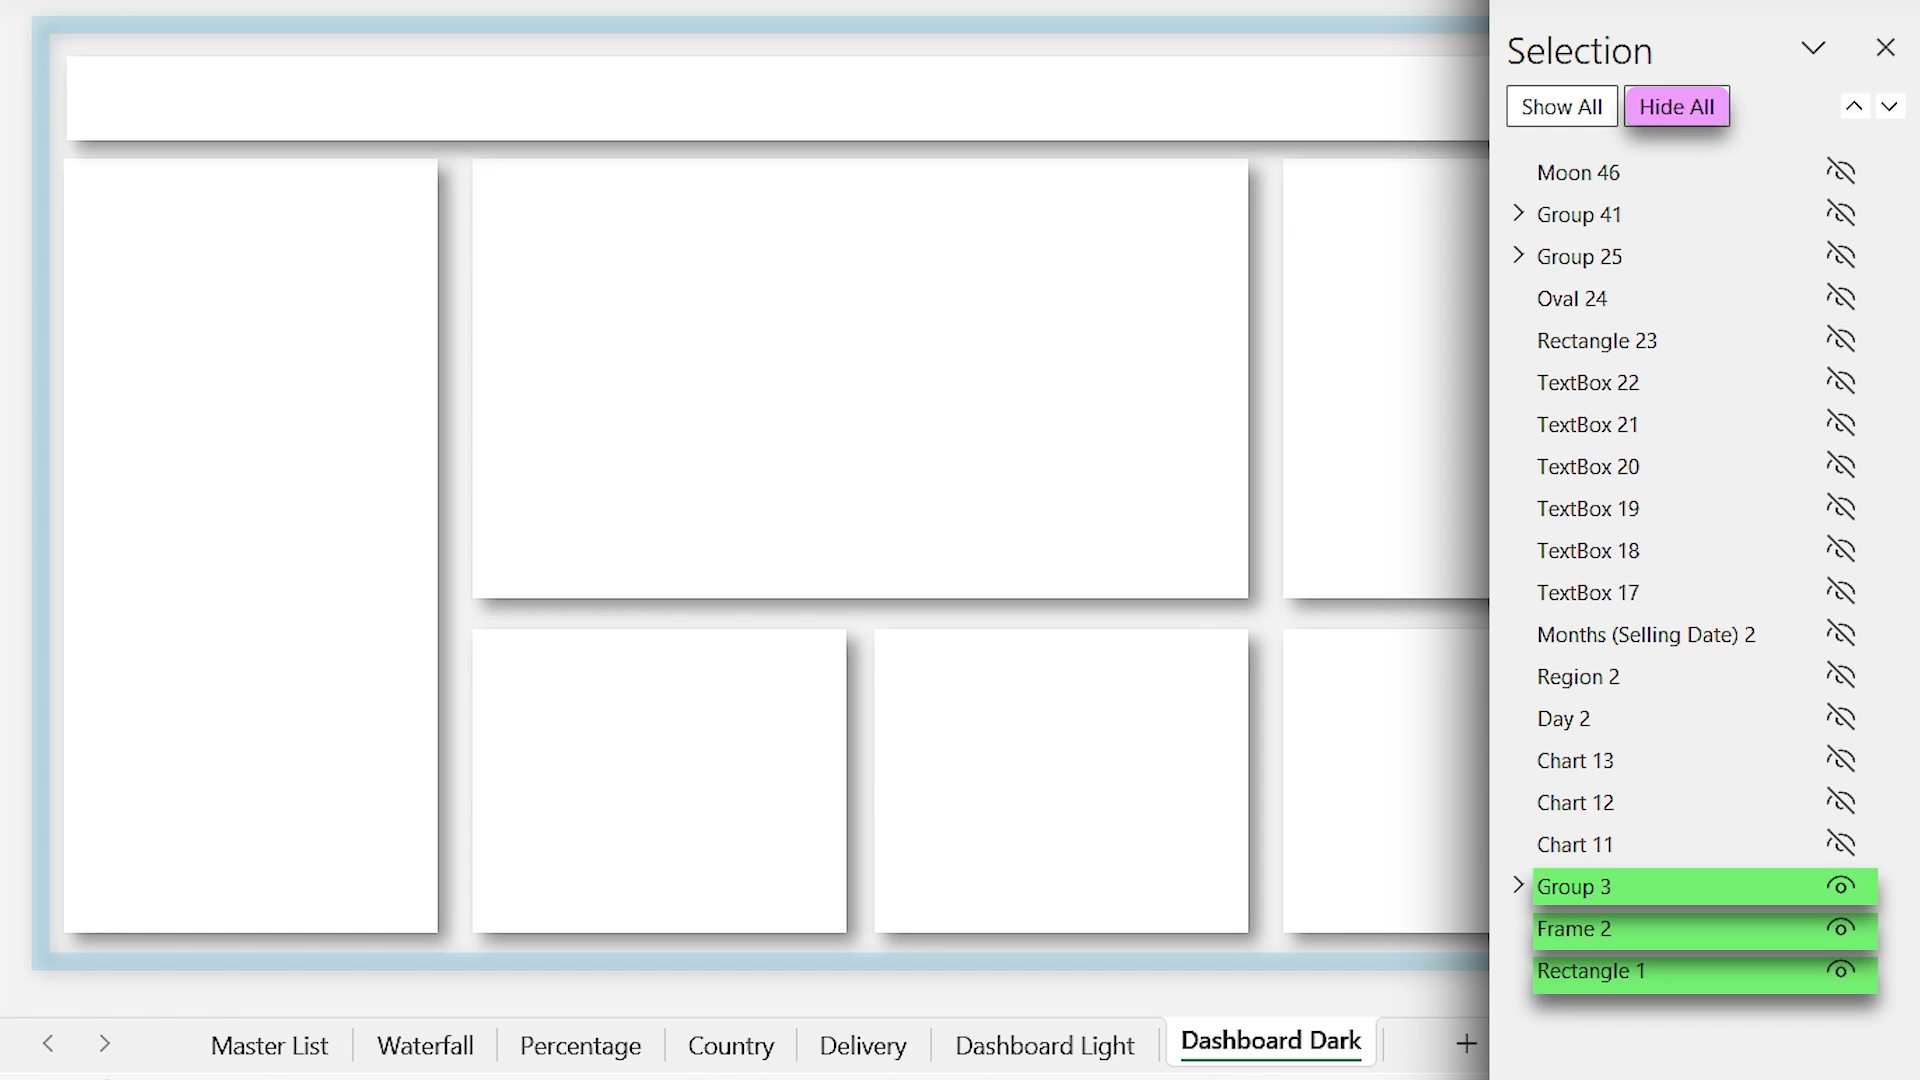 Selection
Show All
Hide All
Moon 46
Group 41
Group 25
Oval 24
Rectangle 23
TextBox 22
TextBox 21
TextBox 20
TextBox 19
TextBox 18
TextBox 17
Months (Selling Date) 2
Region 2
Day 2
Chart 13
Chart 12
Chart 11
Group 3
Frame 2
Rectangle 1
Master List
Waterfall
Percentage
Country
Delivery
Dashboard Light
Dashboard Dark